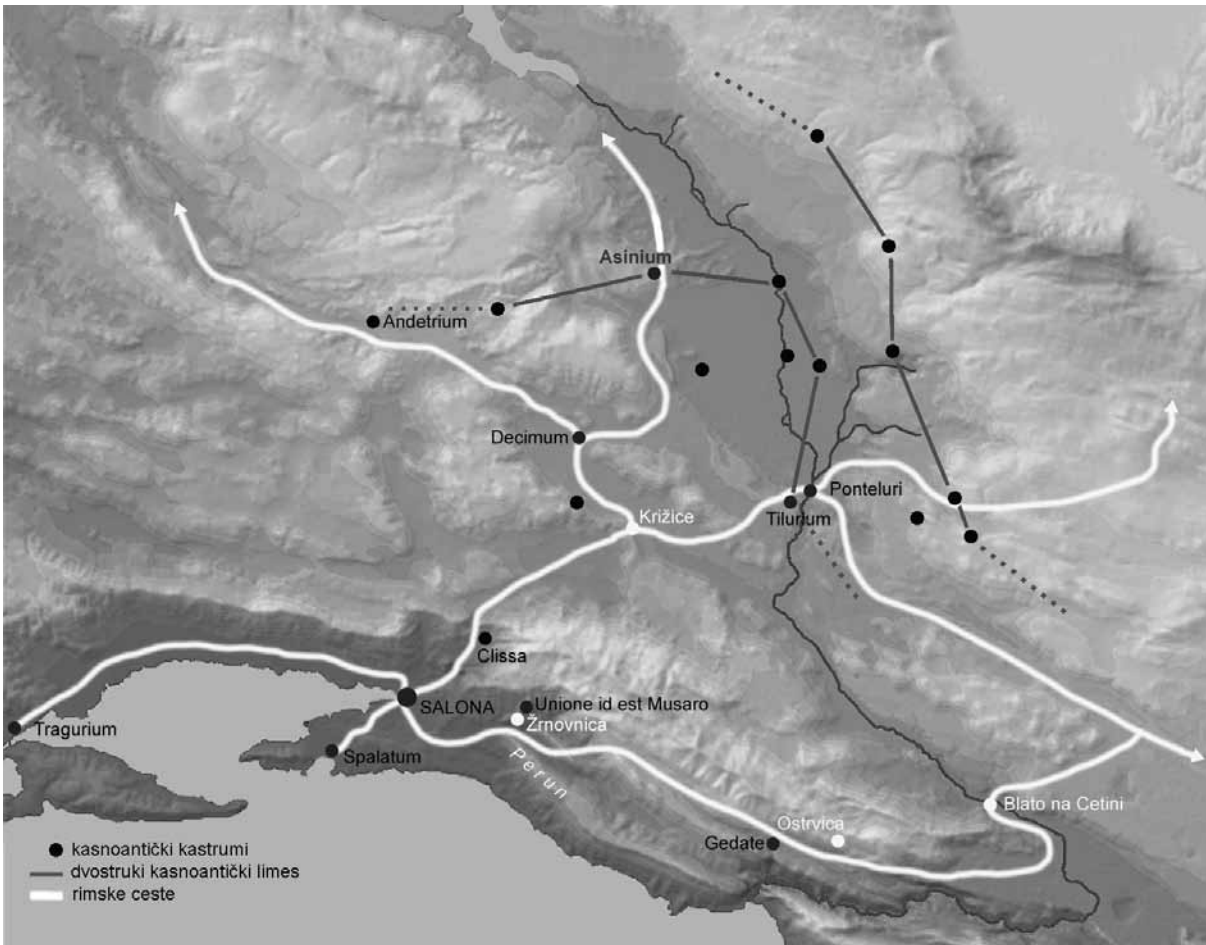 Asinium
Andetrium
Decimum
Ponteluri
Tilurium
Križice
Clissa
SALONA
Unione id est Musaro
Žrnovnica
Tragurium
Spalatum
Perun
Blato na Cetini
Ostrvica
Gedate
kasnoantički kastrumi
dvostruki kasnoantički limes
rimske ceste